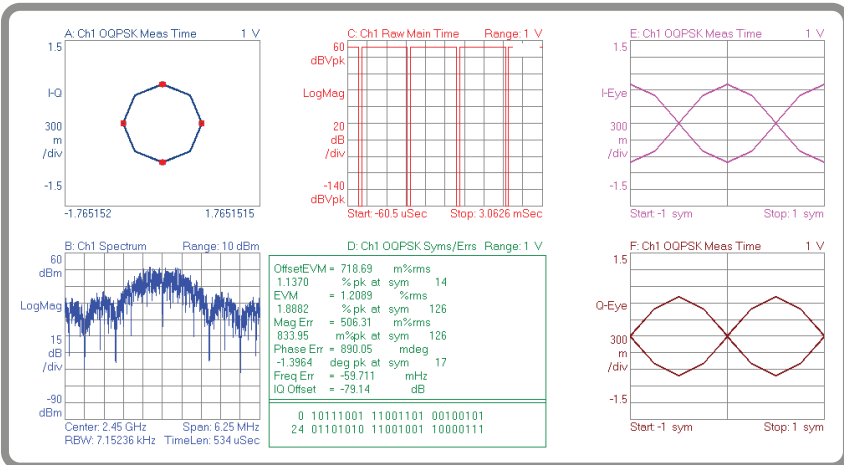 A: Ch1 OQPSK Meas Time 1 V
1.5
I-Q
300
m
/div
-1.5
-1.765152 1.7651515
C: Ch1 Raw Main Time Range: 1 V
60
dBVpk
LogMag
20
dB
/div
-140
dBVpk
Start: -60.5 uSec Stop: 3.0626 mSec
E: Ch1 OQPSK Meas Time 1 V
1.5
I-Eye
300
m
/div
-1.5
Start: -1 sym Stop: 1 sym
B: Ch1 Spectrum Range: 10 dBm
60
dBm
LogMag
15
dB
/div
-90
dBm
Center: 2.45 GHz Span: 6.25 MHz
RBW: 7.15236 kHz TimeLen: 534 uSec
D: Ch1 OQPSK Syms/Errs Range: 1 V
OffsetEVM = 718.69 m%rms
1.1370 % pk at sym 14
EVM = 1.2089 %rms
1.8882 % pk at sym 126
Mag Err = 506.31 m%rms
833.95 m%pk at sym 126
Phase Err = 890.05 mdeg
-1.3964 deg pk at sym 17
Freq Err = -59.711 mHz
IQ Offset = -79.14 dB
0 10111001 11001101 00100101
24 01101010 11001001 10000111
F: Ch1 OQPSK Meas Time 1 V
1.5
Q-Eye
300
m
/div
-1.5
Start: -1 sym Stop: 1 sym